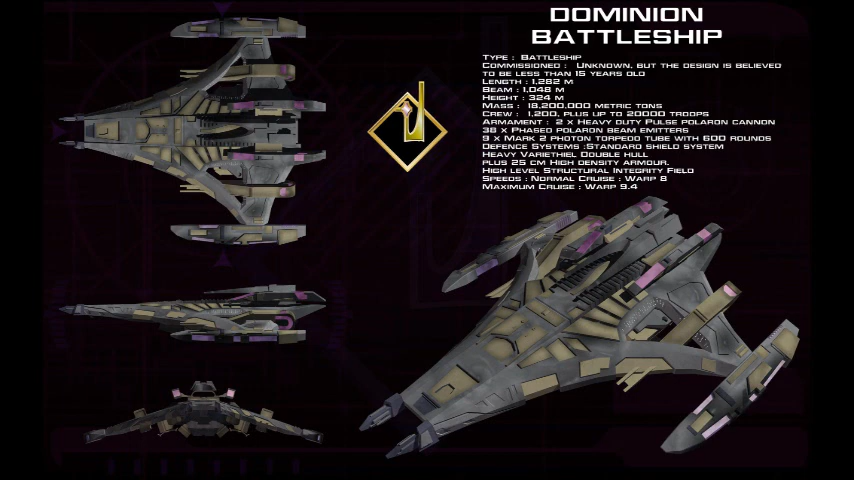 DOMINION
BATTLESHIP
Type : Battleship
Commissioned : Unknown, but the design is believed
to be less than 15 years old
Length : 1,282 m
Beam : 1,048 m
Height : 324 m
Mass : 18,200,000 metric tons
Crew : 1,200, plus up to 20000 troops
Armament : 2 x Heavy Duty Pulse polaron cannon
38 x Phased polaron beam emitters
9 x Mark 2 photon torpedo tube with 600 rounds
Defence Systems :Standard shield system
Heavy Variethiel Double hull
plus 25 cm High density armour.
High level Structural Integrity Field
Speeds : Normal Cruise : Warp 8
Maximum Cruise : Warp 9.4